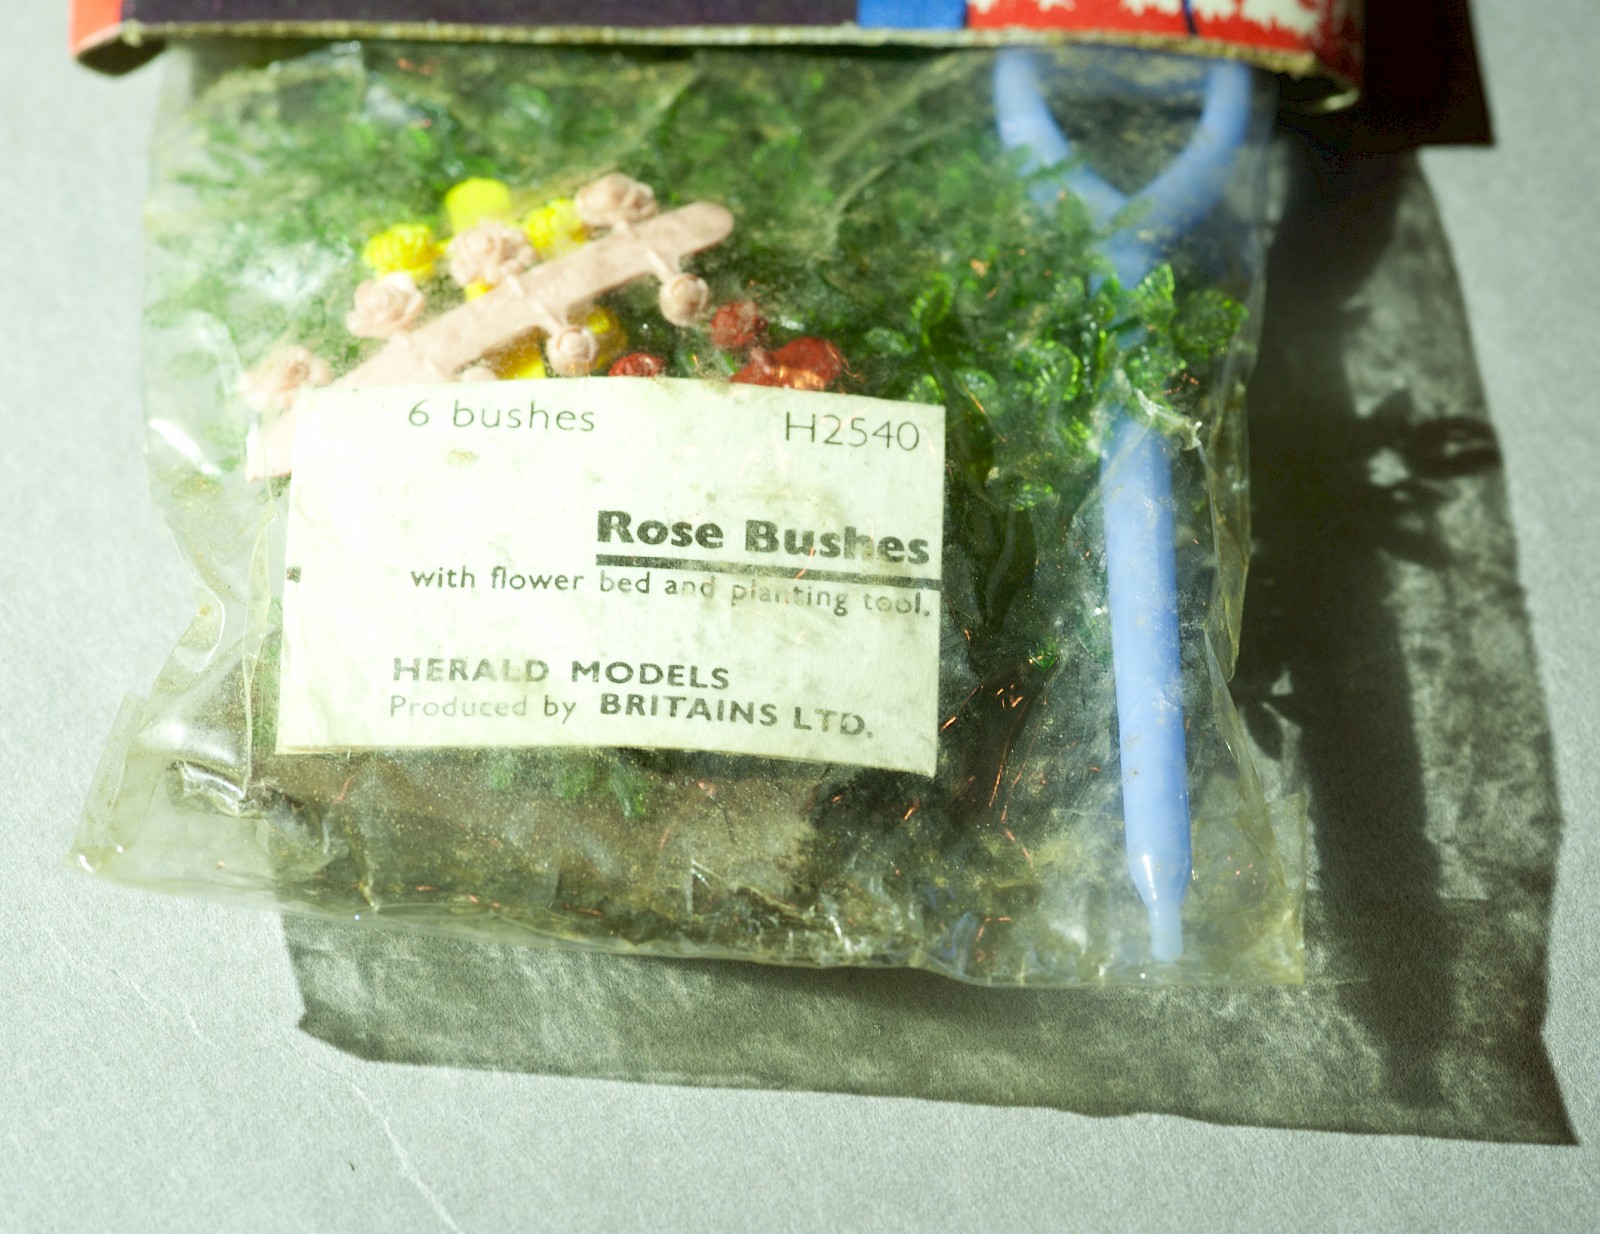 6 bushes H2540
Rose Bushes
with flower bed and planting tool.
HERALD MODELS
Produced by BRITAINS LTD.